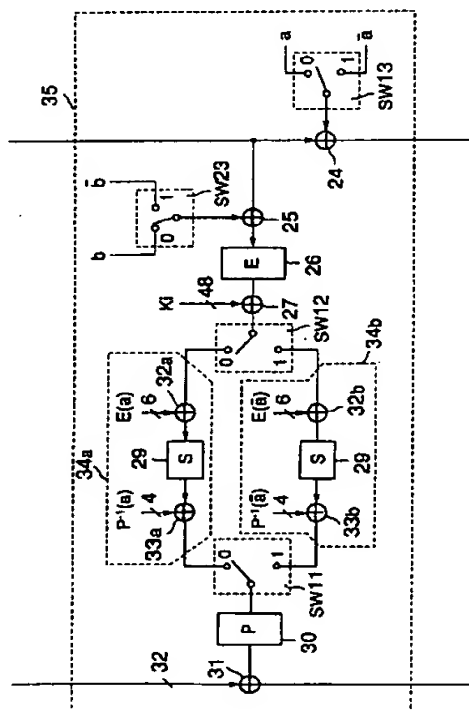 35
a
0
ā
1
SW13
24
b̄
1
SW23
0
b
25
E
26
Ki
48
27
SW12
0
1
34a
34b
E(a)
6
32a
E(ā)
6
32b
S
29
S
29
P⁻¹(a)
4
33a
P⁻¹(ā)
4
33b
0
1
SW11
P
30
32
31